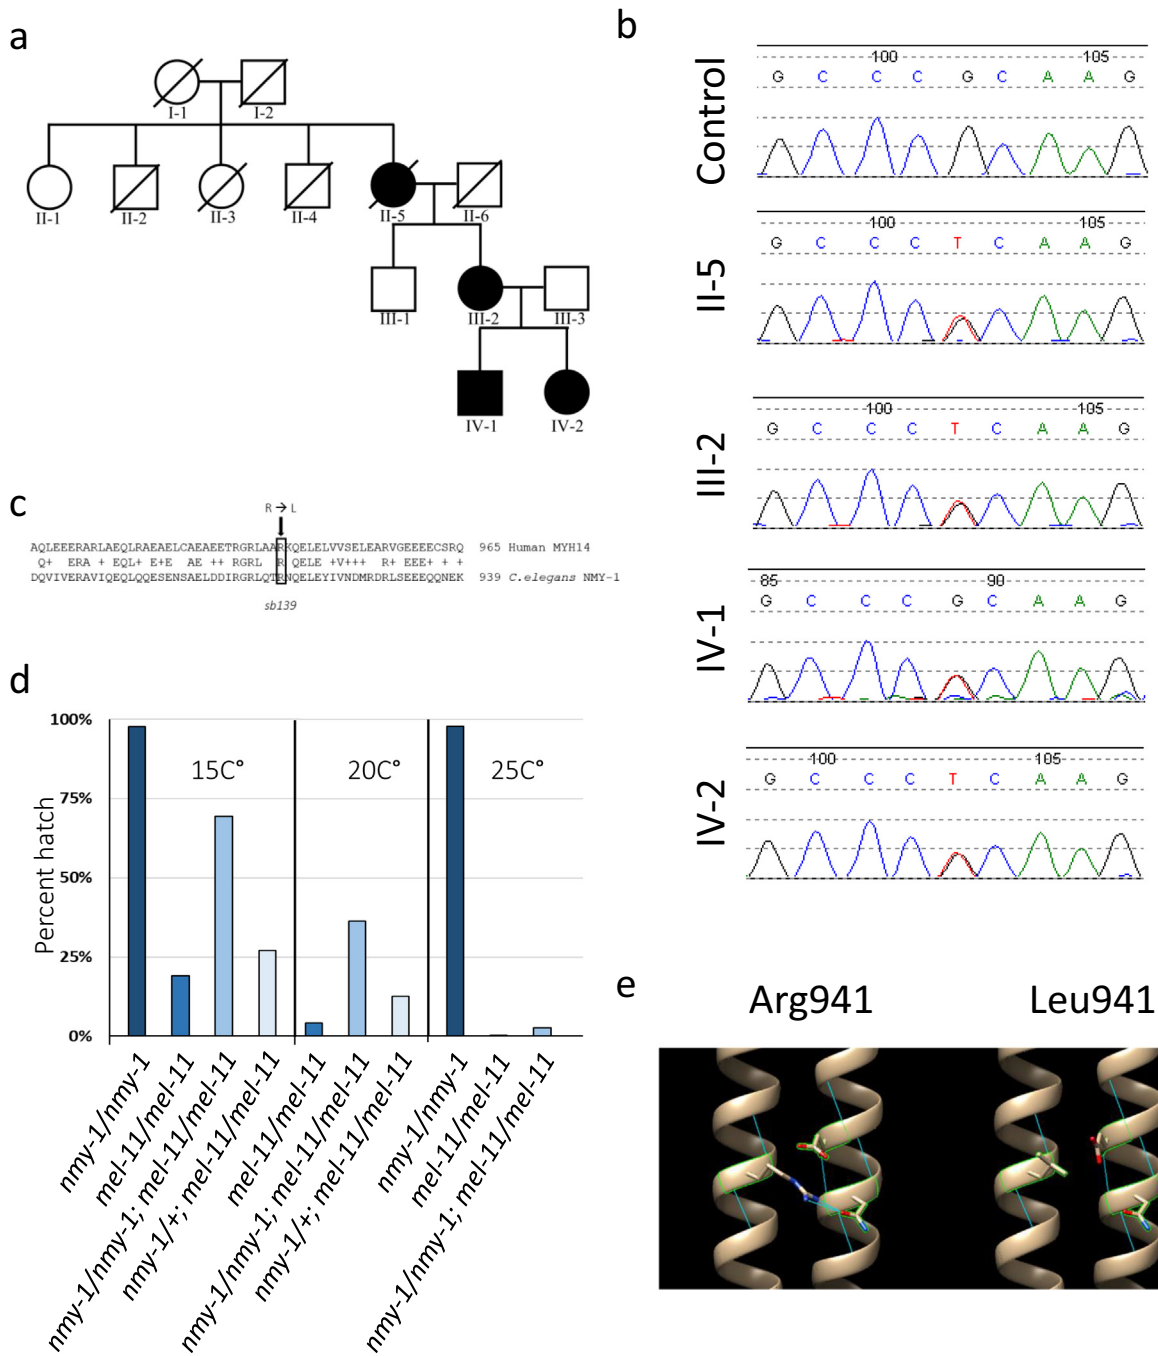 a
I-1
I-2
II-1
II-2
II-3
II-4
II-5
II-6
III-1
III-2
III-3
IV-1
IV-2
b
Control
100 105
G C C C G C A A G
II-5
100 105
G C C C T C A A G
III-2
100 105
G C C C T C A A G
IV-1
85 90
G C C C G C A A G
IV-2
100 105
G C C C T C A A G
c
R → L
AQLEEERARLAEQLRAEAELCAEAEETRGRLAARKQELELVVSELEARVGEEEECSRQ 965 Human MYH14
Q+ ERA + EQL+ E+E AE ++ RGRL R QELE +V+++ R+ EEE + + +
DQVIVERAVIQEQLQQESENSAELDDIRGRLQTRNQELEYIVNDMRDRLSEEEQQNEK 939 C.elegans NMY-1
sb139
d
Percent hatch
100%
75%
50%
25%
0%
15C°
20C°
25C°
nmy-1/nmy-1
mel-11/mel-11
nmy-1/nmy-1; mel-11/mel-11
nmy-1/+; mel-11/mel-11
mel-11/mel-11
nmy-1/nmy-1; mel-11/mel-11
nmy-1/+; mel-11/mel-11
nmy-1/nmy-1
mel-11/mel-11
nmy-1/nmy-1; mel-11/mel-11
e
Arg941
Leu941